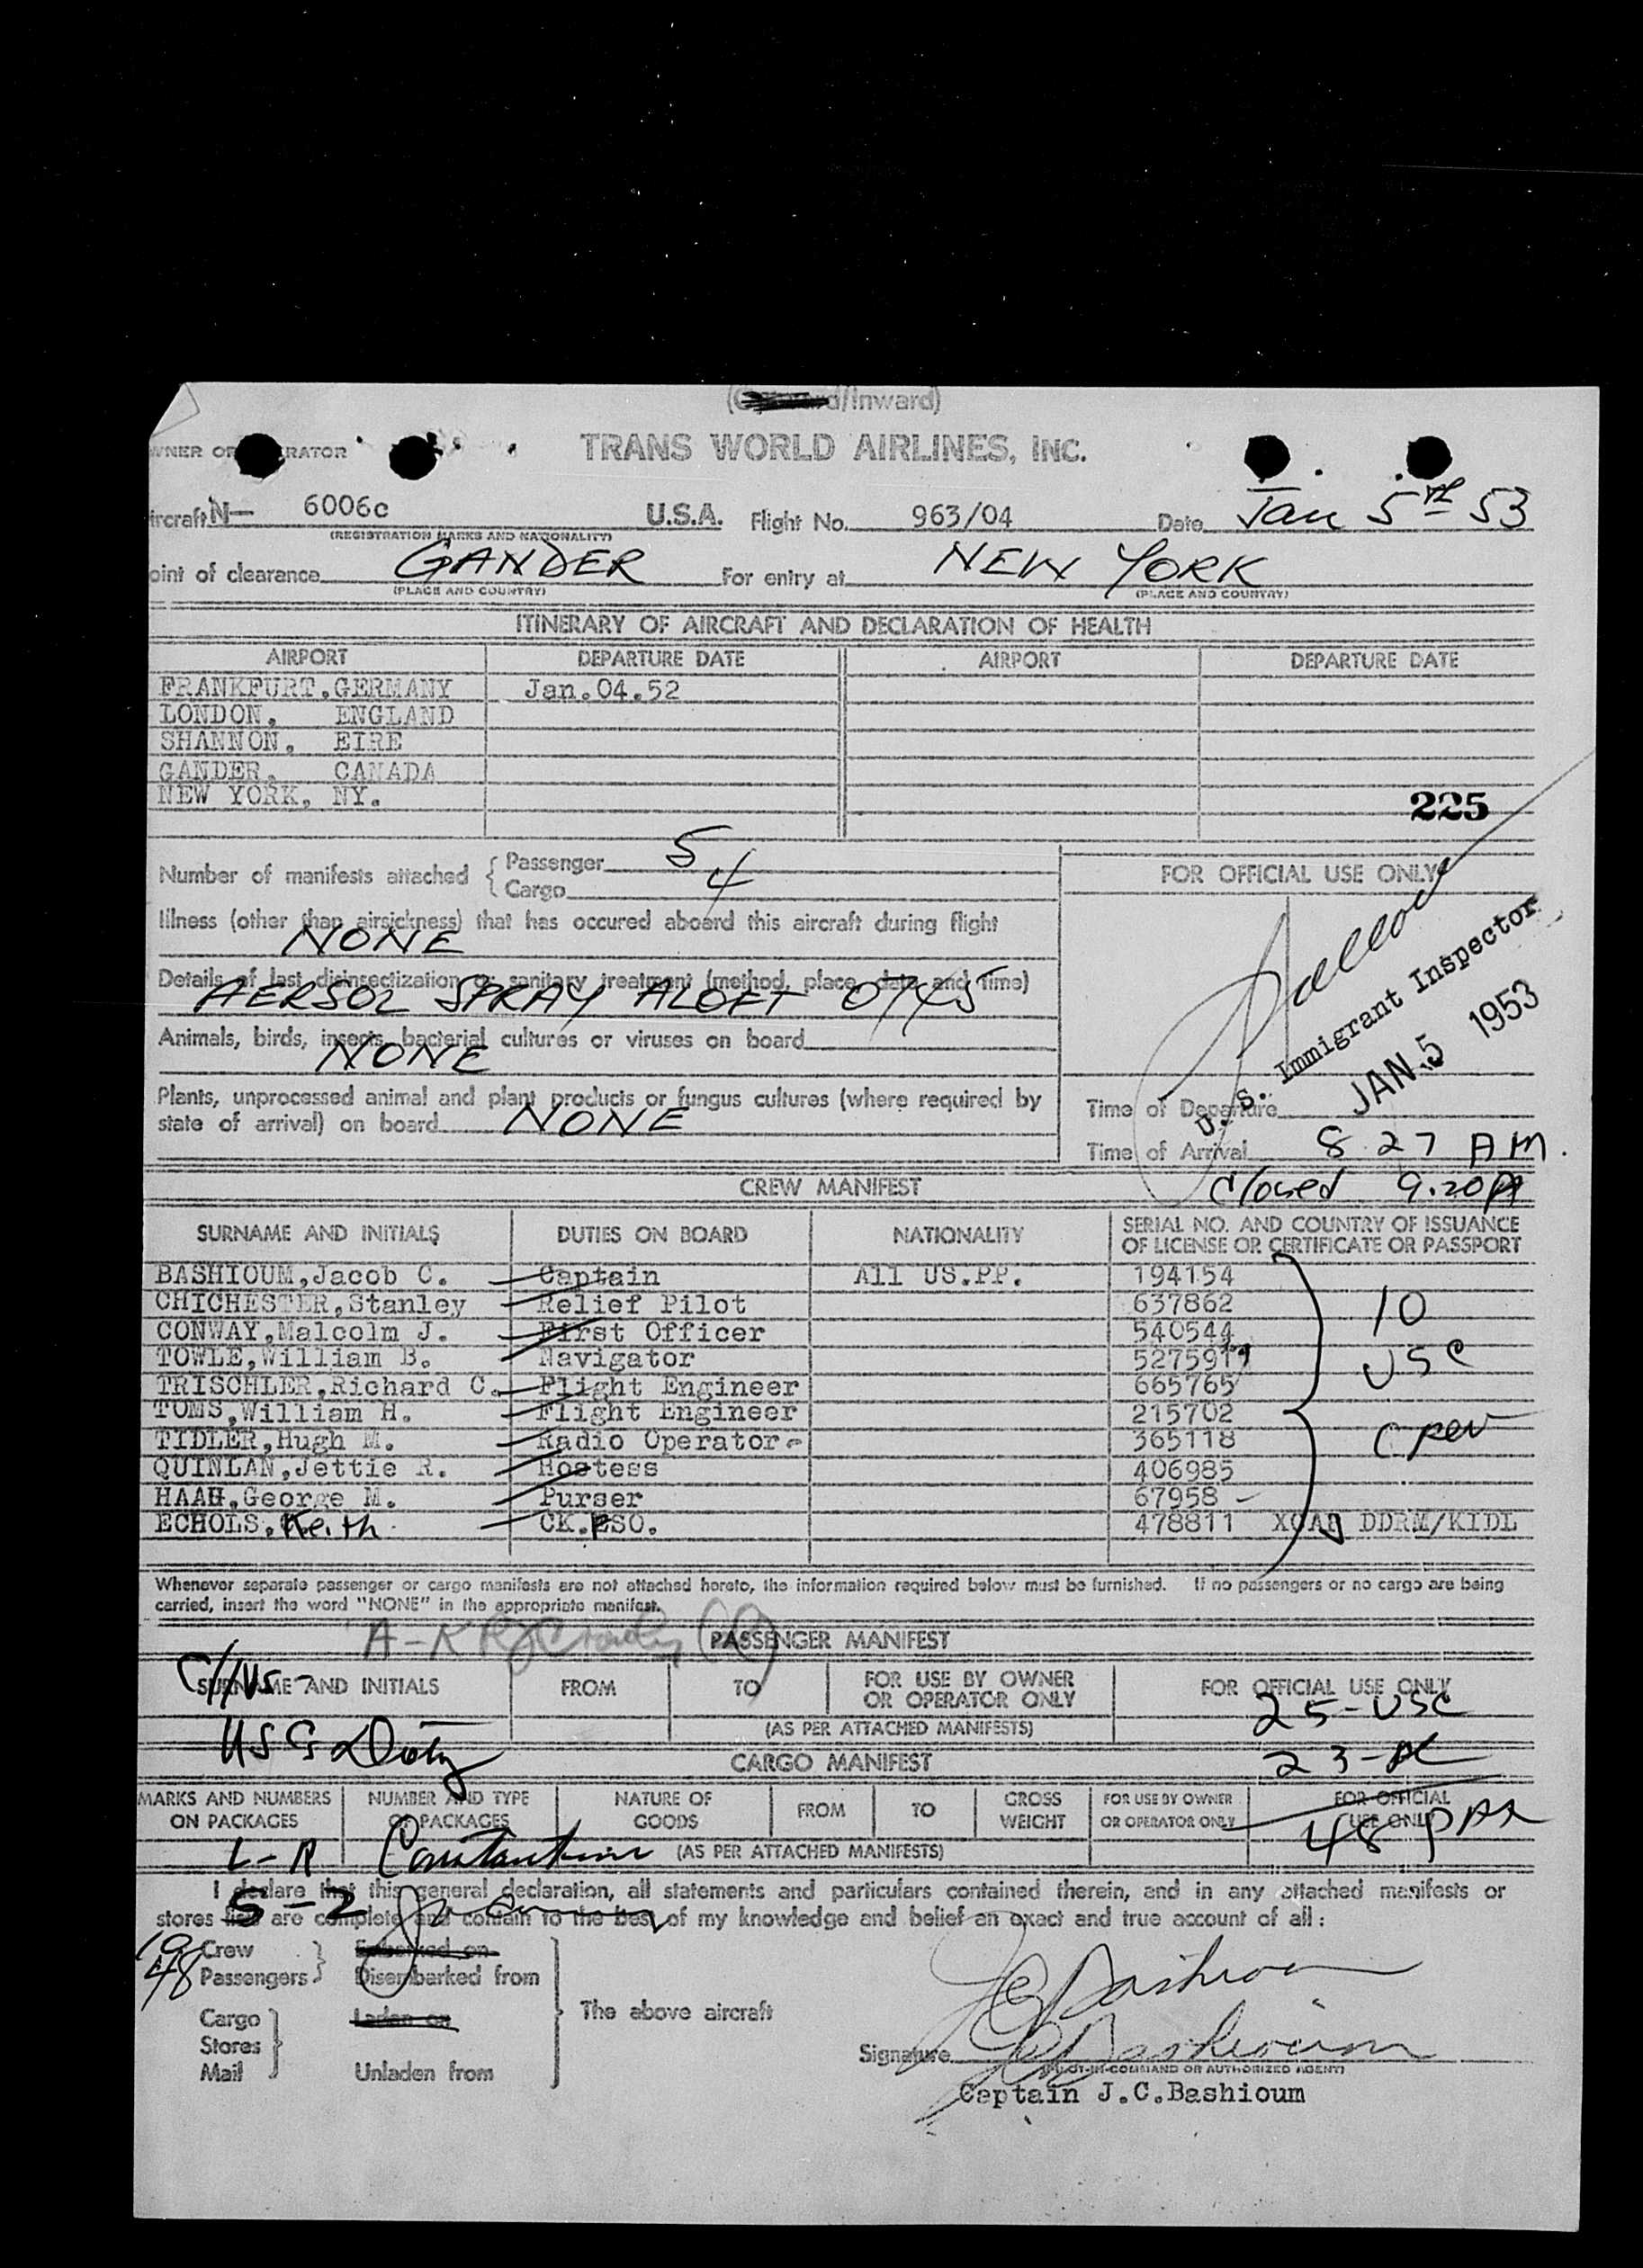 d/Inward)
TRANS WORLD AIRLINES, INC.
WNER OR RATOR
ircraft N— 6006c U.S.A. Flight No. 963/04 Date Jan 5 53
(REGISTRATION MARKS AND NATIONALITY)
oint of clearance GANDER For entry at NEW YORK
(PLACE AND COUNTRY) (PLACE AND COUNTRY)
ITINERARY OF AIRCRAFT AND DECLARATION OF HEALTH
AIRPORT DEPARTURE DATE AIRPORT DEPARTURE DATE
FRANKFURT,GERMANY Jan.04.52
LONDON, ENGLAND
SHANNON, EIRE
GANDER, CANADA
NEW YORK, NY.
225
Number of manifests attached { Passenger 5
Cargo 4
FOR OFFICIAL USE ONLY
Illness (other than airsickness) that has occured aboard this aircraft during flight
NONE
Details of last disinsectization or sanitary treatment (method, place, date and time)
AERSOL SPRAY ALOFT 0745
Animals, birds, insects, bacterial cultures or viruses on board
NONE
Plants, unprocessed animal and plant products or fungus cultures (where required by
state of arrival) on board NONE
U. S. Immigrant Inspector
JAN 5 1953
Time of Departure
Time of Arrival 8 27 AM.
Closed 9.20
CREW MANIFEST
SURNAME AND INITIALS DUTIES ON BOARD NATIONALITY SERIAL NO. AND COUNTRY OF ISSUANCE
OF LICENSE OR CERTIFICATE OR PASSPORT
BASHIOUM,Jacob C. Captain All US.PP. 194154
CHICHESTER,Stanley Relief Pilot 637862
CONWAY,Malcolm J. First Officer 540544
TOWLE,William B. Navigator 527591
TRISCHLER,Richard C. Flight Engineer 665765
TOMS,William H. Flight Engineer 215702
TIDLER,Hugh M. Radio Operator 365118
QUINLAN,Jettie R. Hostess 406985
HAAH,George M. Purser 67958
ECHOLS, Keith CK.FSO. 478811 DDRM/KIDL
10
USC
Crew
Whenever separate passenger or cargo manifests are not attached hereto, the information required below must be furnished. If no passengers or no cargo are being
carried, insert the word "NONE" in the appropriate manifest.
PASSENGER MANIFEST
SURNAME AND INITIALS FROM TO FOR USE BY OWNER
OR OPERATOR ONLY FOR OFFICIAL USE ONLY
25-USC
(AS PER ATTACHED MANIFESTS)
CARGO MANIFEST
MARKS AND NUMBERS
ON PACKAGES NUMBER AND TYPE
OF PACKAGES NATURE OF
GOODS FROM TO GROSS
WEIGHT FOR USE BY OWNER
OR OPERATOR ONLY FOR OFFICIAL
USE ONLY
48
L-R
(AS PER ATTACHED MANIFESTS)
S-2
I declare that this general declaration, all statements and particulars contained therein, and in any attached manifests or
stores lists are complete and contain to the best of my knowledge and belief an exact and true account of all:
10 Crew
48 Passengers } Embarked on
Disembarked from
Cargo
Stores
Mail } Laden on
Unladen from
The above aircraft
J C Bashioum
Signature J C Bashioum
(PILOT-IN-COMMAND OR AUTHORIZED AGENT)
Captain J.C.Bashioum